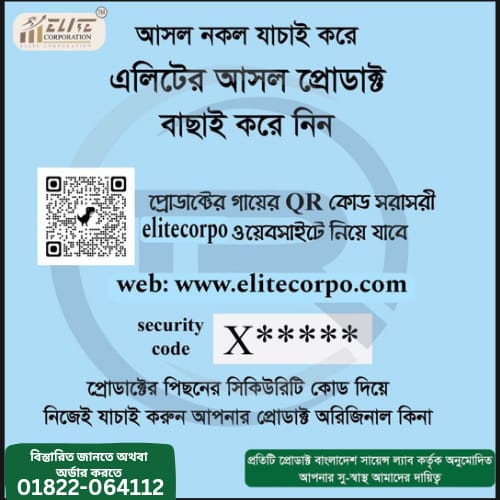 ELITE
CORPORATION
ELITE CORPORATION
TM
আসল নকল যাচাই করে
এলিটের আসল প্রোডাক্ট
বাছাই করে নিন
প্রোডাক্টের গায়ের QR কোড সরাসরী
elitecorpo ওয়েবসাইটে নিয়ে যাবে
web: www.elitecorpo.com
security
code
X*****
প্রোডাক্টের পিছনের সিকিউরিটি কোড দিয়ে
নিজেই যাচাই করুন আপনার প্রোডাক্ট অরিজিনাল কিনা
বিস্তারিত জানতে অথবা
অর্ডার করতে
01822-064112
প্রতিটি প্রোডাক্ট বাংলাদেশ সায়েন্স ল্যাব কর্তৃক অনুমোদিত
আপনার সু-স্বাস্থ আমাদের দায়িত্ব